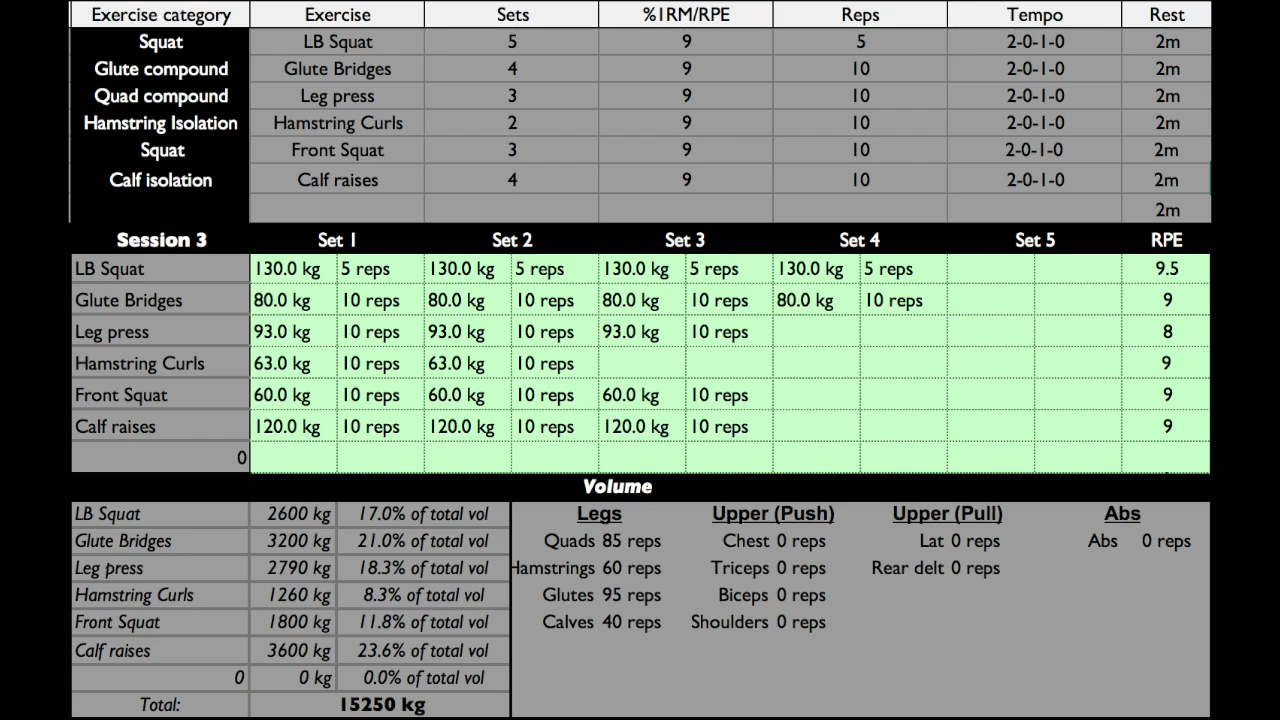 Exercise category Exercise Sets %1RM/RPE Reps Tempo Rest
Squat LB Squat 5 9 5 2-0-1-0 2m
Glute compound Glute Bridges 4 9 10 2-0-1-0 2m
Quad compound Leg press 3 9 10 2-0-1-0 2m
Hamstring Isolation Hamstring Curls 2 9 10 2-0-1-0 2m
Squat Front Squat 3 9 10 2-0-1-0 2m
Calf isolation Calf raises 4 9 10 2-0-1-0 2m
2m
Session 3 Set 1 Set 2 Set 3 Set 4 Set 5 RPE
LB Squat 130.0 kg 5 reps 130.0 kg 5 reps 130.0 kg 5 reps 130.0 kg 5 reps 9.5
Glute Bridges 80.0 kg 10 reps 80.0 kg 10 reps 80.0 kg 10 reps 80.0 kg 10 reps 9
Leg press 93.0 kg 10 reps 93.0 kg 10 reps 93.0 kg 10 reps 8
Hamstring Curls 63.0 kg 10 reps 63.0 kg 10 reps 9
Front Squat 60.0 kg 10 reps 60.0 kg 10 reps 60.0 kg 10 reps 9
Calf raises 120.0 kg 10 reps 120.0 kg 10 reps 120.0 kg 10 reps 9
0
Volume
LB Squat 2600 kg 17.0% of total vol Legs Upper (Push) Upper (Pull) Abs
Glute Bridges 3200 kg 21.0% of total vol Quads 85 reps Chest 0 reps Lat 0 reps Abs 0 reps
Leg press 2790 kg 18.3% of total vol Hamstrings 60 reps Triceps 0 reps Rear delt 0 reps
Hamstring Curls 1260 kg 8.3% of total vol Glutes 95 reps Biceps 0 reps
Front Squat 1800 kg 11.8% of total vol Calves 40 reps Shoulders 0 reps
Calf raises 3600 kg 23.6% of total vol
0 0 kg 0.0% of total vol
Total: 15250 kg